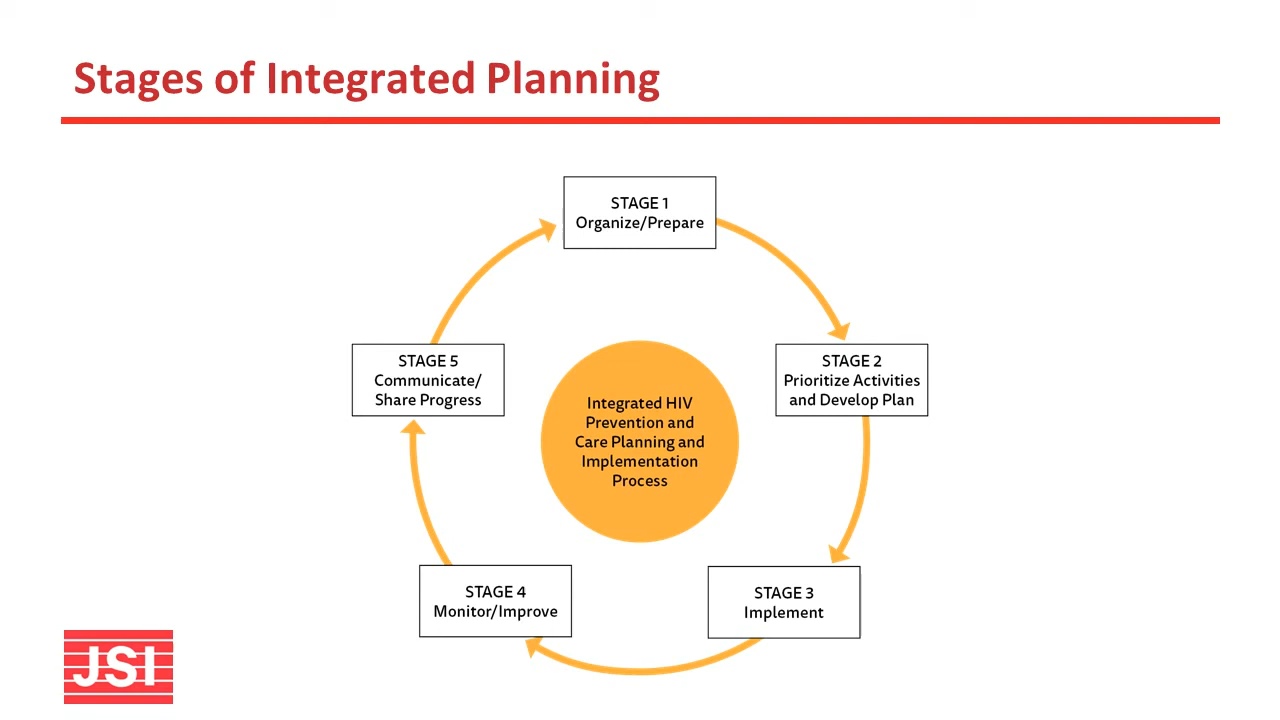 Stages of Integrated Planning
STAGE 1
Organize/Prepare
STAGE 2
Prioritize Activities
and Develop Plan
STAGE 3
Implement
STAGE 4
Monitor/Improve
STAGE 5
Communicate/
Share Progress
Integrated HIV
Prevention and
Care Planning and
Implementation
Process
JSI